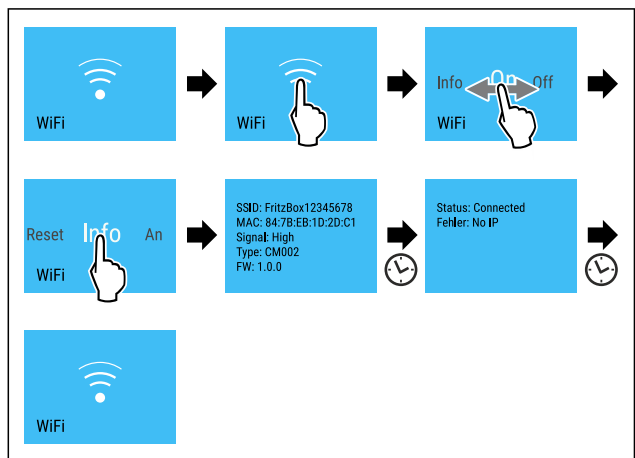 WiFi
WiFi
Info On Off
WiFi
Reset Info An
WiFi
SSID: FritzBox12345678
MAC: 84:7B:EB:1D:2D:C1
Signal: High
Type: CM002
FW: 1.0.0
Status: Connected
Fehler: No IP
WiFi